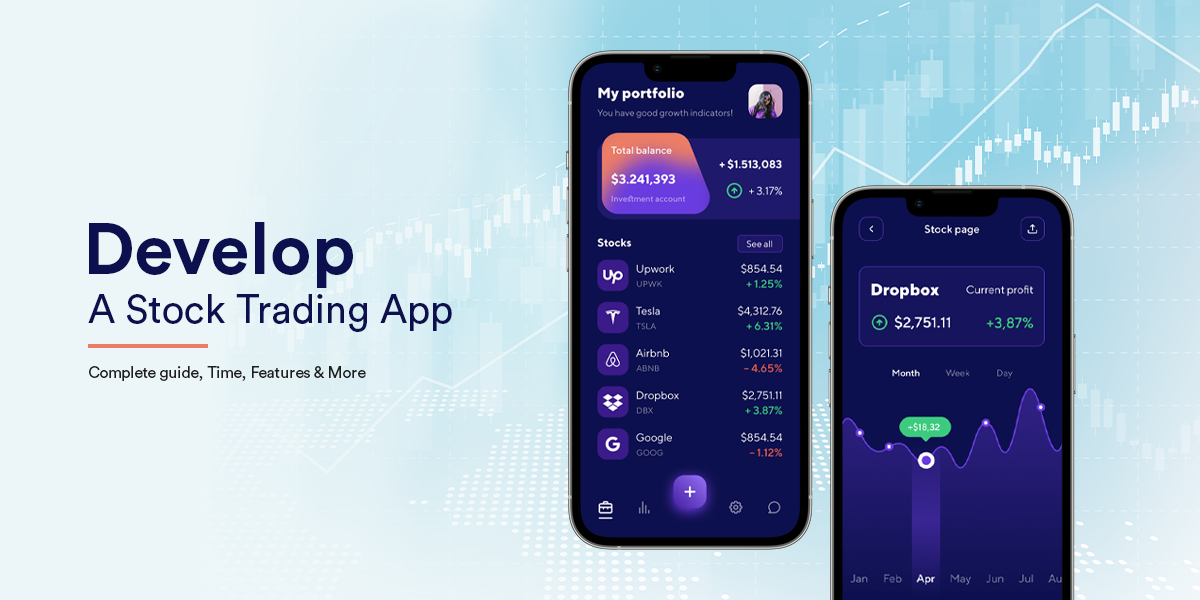 Develop
A Stock Trading App
Complete guide, Time, Features & More
My portfolio
You have good growth indicators!
Total balance
$3.241,393
Investment account
+ $1.513,083
+ 3.17%
Stocks
See all
Up
Upwork
UPWK
$854.54
+ 1.25%
Tesla
TSLA
$4,312.76
+ 6.31%
Airbnb
ABNB
$1,021.31
- 4.65%
Dropbox
DBX
$2,751.11
+ 3.87%
G
Google
GOOG
$854.54
- 1.12%
+
Stock page
Dropbox
Current profit
$2,751.11
+3,87%
Month Week Day
+$18,32
Jan Feb Apr May Jun Jul Au